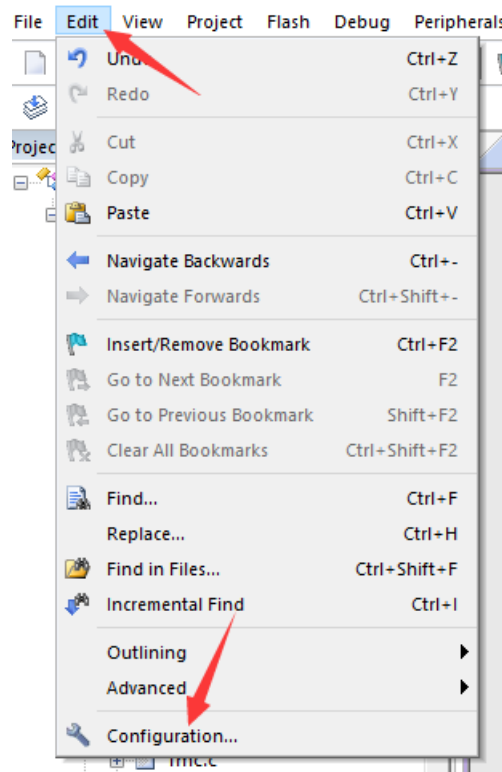 File Edit View Project Flash Debug Peripherals
Ctrl+Z
Redo Ctrl+Y
Cut Ctrl+X
Copy Ctrl+C
Paste Ctrl+V
Navigate Backwards Ctrl+-
Navigate Forwards Ctrl+Shift+-
Insert/Remove Bookmark Ctrl+F2
Go to Next Bookmark F2
Go to Previous Bookmark Shift+F2
Clear All Bookmarks Ctrl+Shift+F2
Find... Ctrl+F
Replace... Ctrl+H
Find in Files... Ctrl+Shift+F
Incremental Find Ctrl+I
Outlining
Advanced
Configuration...